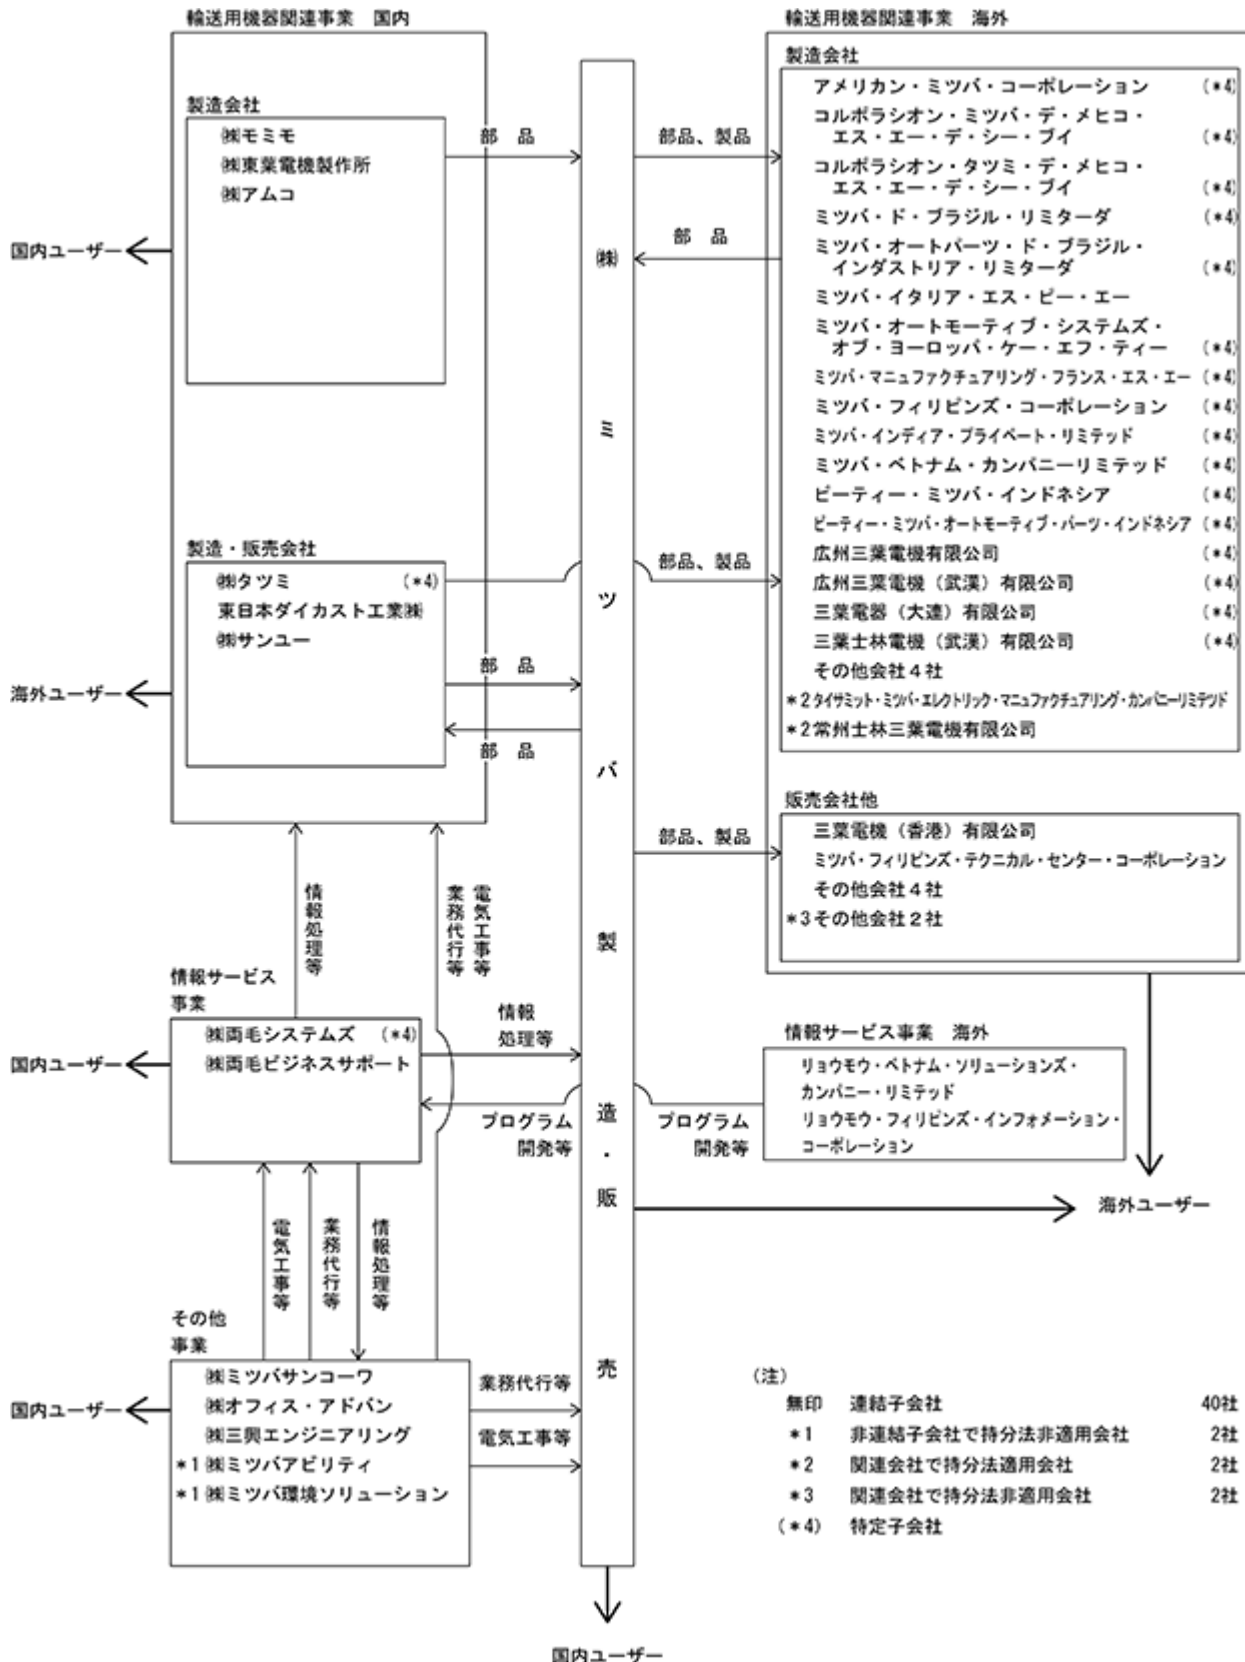 輸送用機器関連事業　国内
製造会社
㈱モミモ
㈱東葉電機製作所
㈱アムコ
部　品
国内ユーザー
製造・販売会社
㈱タツミ　(＊4)
東日本ダイカスト工業㈱
㈱サンユー
部　品
部　品
海外ユーザー
情報処理等
電気工事等
業務代行等
情報サービス
事業
㈱両毛システムズ　(＊4)
㈱両毛ビジネスサポート
国内ユーザー
情報
処理等
プログラム
開発等
電気工事等
業務代行等
情報処理等
その他
事業
㈱ミツバサンコーワ
㈱オフィス・アドバン
㈱三興エンジニアリング
＊1㈱ミツバアビリティ
＊1㈱ミツバ環境ソリューション
国内ユーザー
業務代行等
電気工事等
㈱ミツバ製造・販売
国内ユーザー
輸送用機器関連事業　海外
部品、製品
部　品
部品、製品
部品、製品
製造会社
アメリカン・ミツバ・コーポレーション　(＊4)
コルポラシオン・ミツバ・デ・メヒコ・
エス・エー・デ・シー・ブイ　(＊4)
コルポラシオン・タツミ・デ・メヒコ・
エス・エー・デ・シー・ブイ　(＊4)
ミツバ・ド・ブラジル・リミターダ　(＊4)
ミツバ・オートパーツ・ド・ブラジル・
インダストリア・リミターダ　(＊4)
ミツバ・イタリア・エス・ピー・エー
ミツバ・オートモーティブ・システムズ・
オブ・ヨーロッパ・ケー・エフ・ティー　(＊4)
ミツバ・マニュファクチュアリング・フランス・エス・エー　(＊4)
ミツバ・フィリピンズ・コーポレーション　(＊4)
ミツバ・インディア・プライベート・リミテッド　(＊4)
ミツバ・ベトナム・カンパニーリミテッド　(＊4)
ピーティー・ミツバ・インドネシア　(＊4)
ピーティー・ミツバ・オートモーティブ・パーツ・インドネシア　(＊4)
広州三葉電機有限公司　(＊4)
広州三葉電機（武漢）有限公司　(＊4)
三葉電器（大連）有限公司　(＊4)
三葉士林電機（武漢）有限公司　(＊4)
その他会社４社
＊2タイサミット・ミツバ・エレクトリック・マニュファクチュアリング・カンパニーリミテッド
＊2常州士林三葉電機有限公司
販売会社他
三葉電機（香港）有限公司
ミツバ・フィリピンズ・テクニカル・センター・コーポレーション
その他会社４社
＊3その他会社２社
情報サービス事業　海外
リョウモウ・ベトナム・ソリューションズ・
カンパニー・リミテッド
リョウモウ・フィリピンズ・インフォメーション・
コーポレーション
プログラム
開発等
海外ユーザー
（注）
無印　連結子会社　40社
＊1　非連結子会社で持分法非適用会社　2社
＊2　関連会社で持分法適用会社　2社
＊3　関連会社で持分法非適用会社　2社
(＊4)　特定子会社